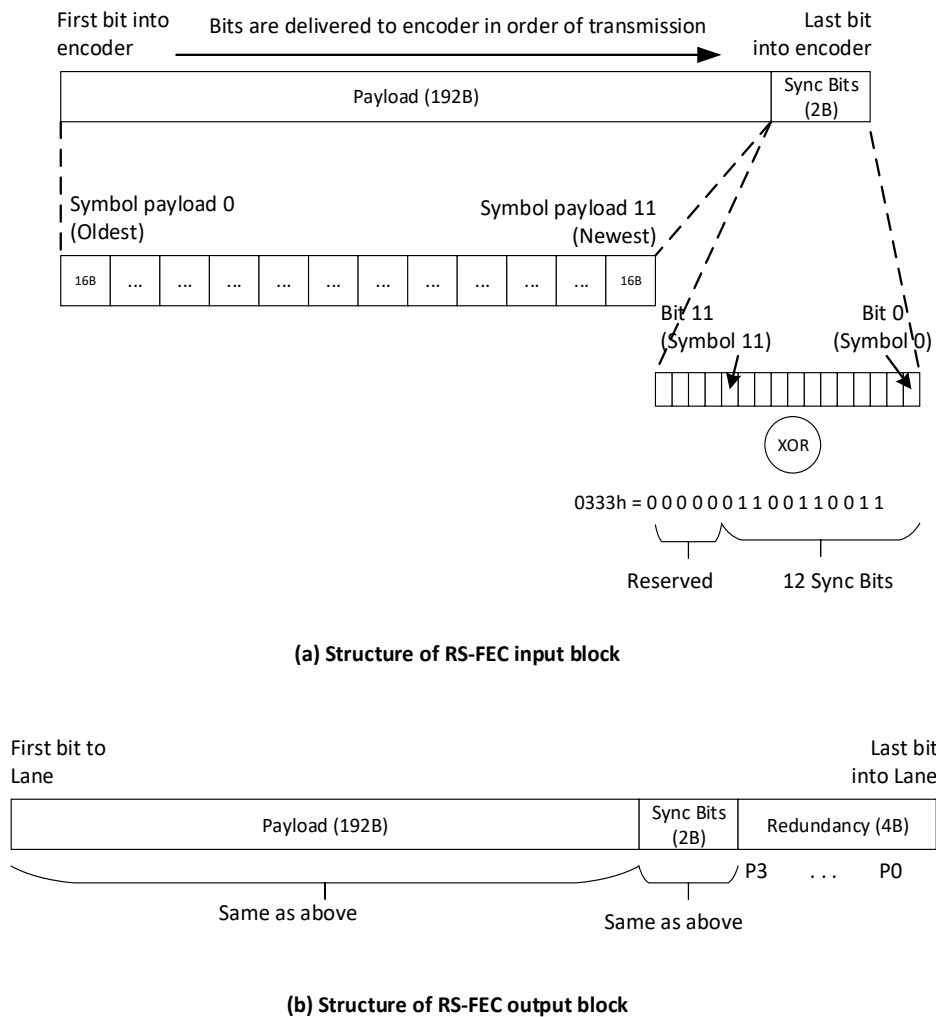 First bit into
encoder
Bits are delivered to encoder in order of transmission
Last bit
into encoder
Payload (192B)
Sync Bits
(2B)
Symbol payload 0
(Oldest)
Symbol payload 11
(Newest)
16B ... ... ... ... ... ... ... ... ... ... 16B
Bit 11
(Symbol 11)
Bit 0
(Symbol 0)
XOR
0333h = 0 0 0 0 0 0 1 1 0 0 1 1 0 0 1 1
Reserved
12 Sync Bits
(a) Structure of RS-FEC input block
First bit to
Lane
Last bit
into Lane
Payload (192B)
Sync Bits
(2B)
Redundancy (4B)
P3 . . . P0
Same as above
Same as above
(b) Structure of RS-FEC output block